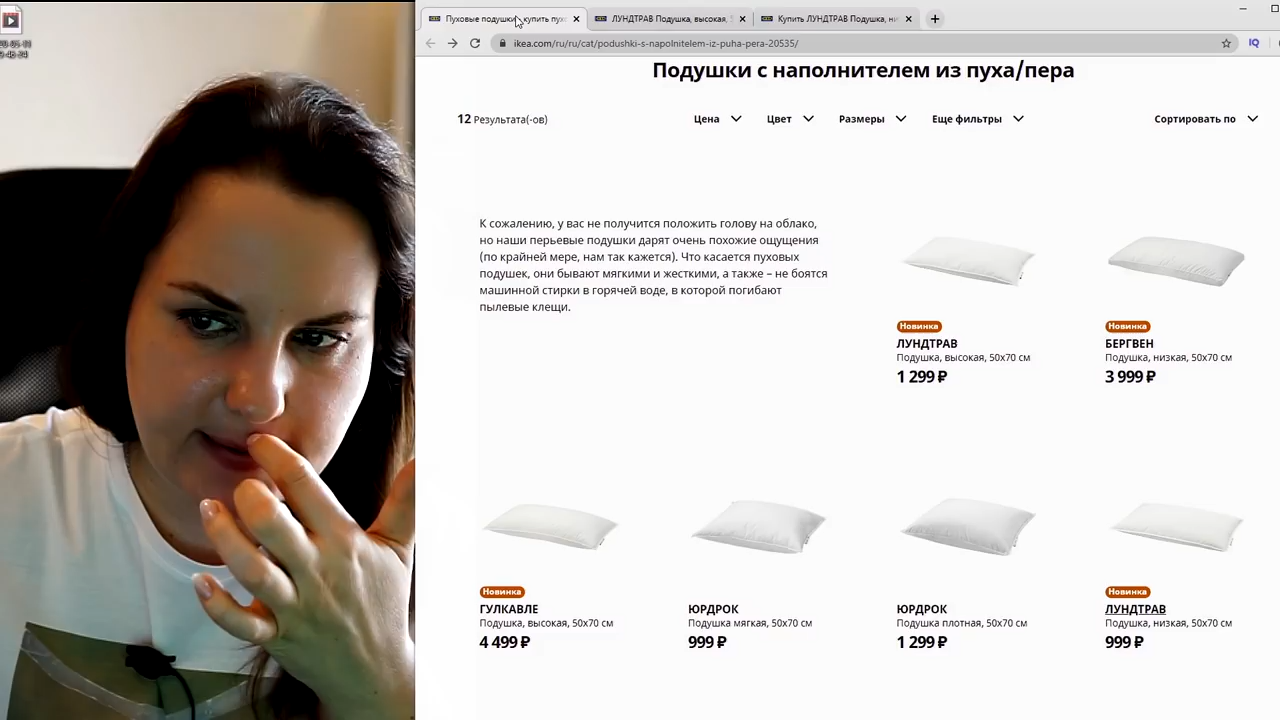 Пуховые подушки, купить пухо
ЛУНДТРАВ Подушка, высокая, 5
Купить ЛУНДТРАВ Подушка, ни
ikea.com/ru/ru/cat/podushki-s-napolnitelem-iz-puha-pera-20535/
IQ
Подушки с наполнителем из пуха/пера
12 Результата(-ов)
Цена
Цвет
Размеры
Еще фильтры
Сортировать по
К сожалению, у вас не получится положить голову на облако,
но наши перьевые подушки дарят очень похожие ощущения
(по крайней мере, нам так кажется). Что касается пуховых
подушек, они бывают мягкими и жесткими, а также – не боятся
машинной стирки в горячей воде, в которой погибают
пылевые клещи.
Новинка
ЛУНДТРАВ
Подушка, высокая, 50x70 см
1 299 ₽
Новинка
БЕРГВЕН
Подушка, низкая, 50x70 см
3 999 ₽
Новинка
ГУЛКАВЛЕ
Подушка, высокая, 50x70 см
4 499 ₽
ЮРДРОК
Подушка мягкая, 50x70 см
999 ₽
ЮРДРОК
Подушка плотная, 50x70 см
1 299 ₽
Новинка
ЛУНДТРАВ
Подушка, низкая, 50x70 см
999 ₽